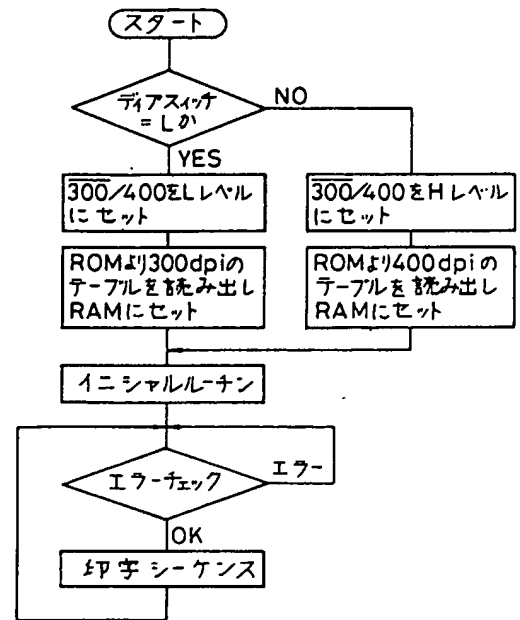 スタート
ディプスイッチ
=Lか
NO
YES
300/400をLレベル
にセット
ROMより300dpiの
テーブルを読み出し
RAMにセット
300/400をHレベル
にセット
ROMより400dpiの
テーブルを読み出し
RAMにセット
イニシャルルーチン
エラーチェック
エラー
OK
印字シーケンス